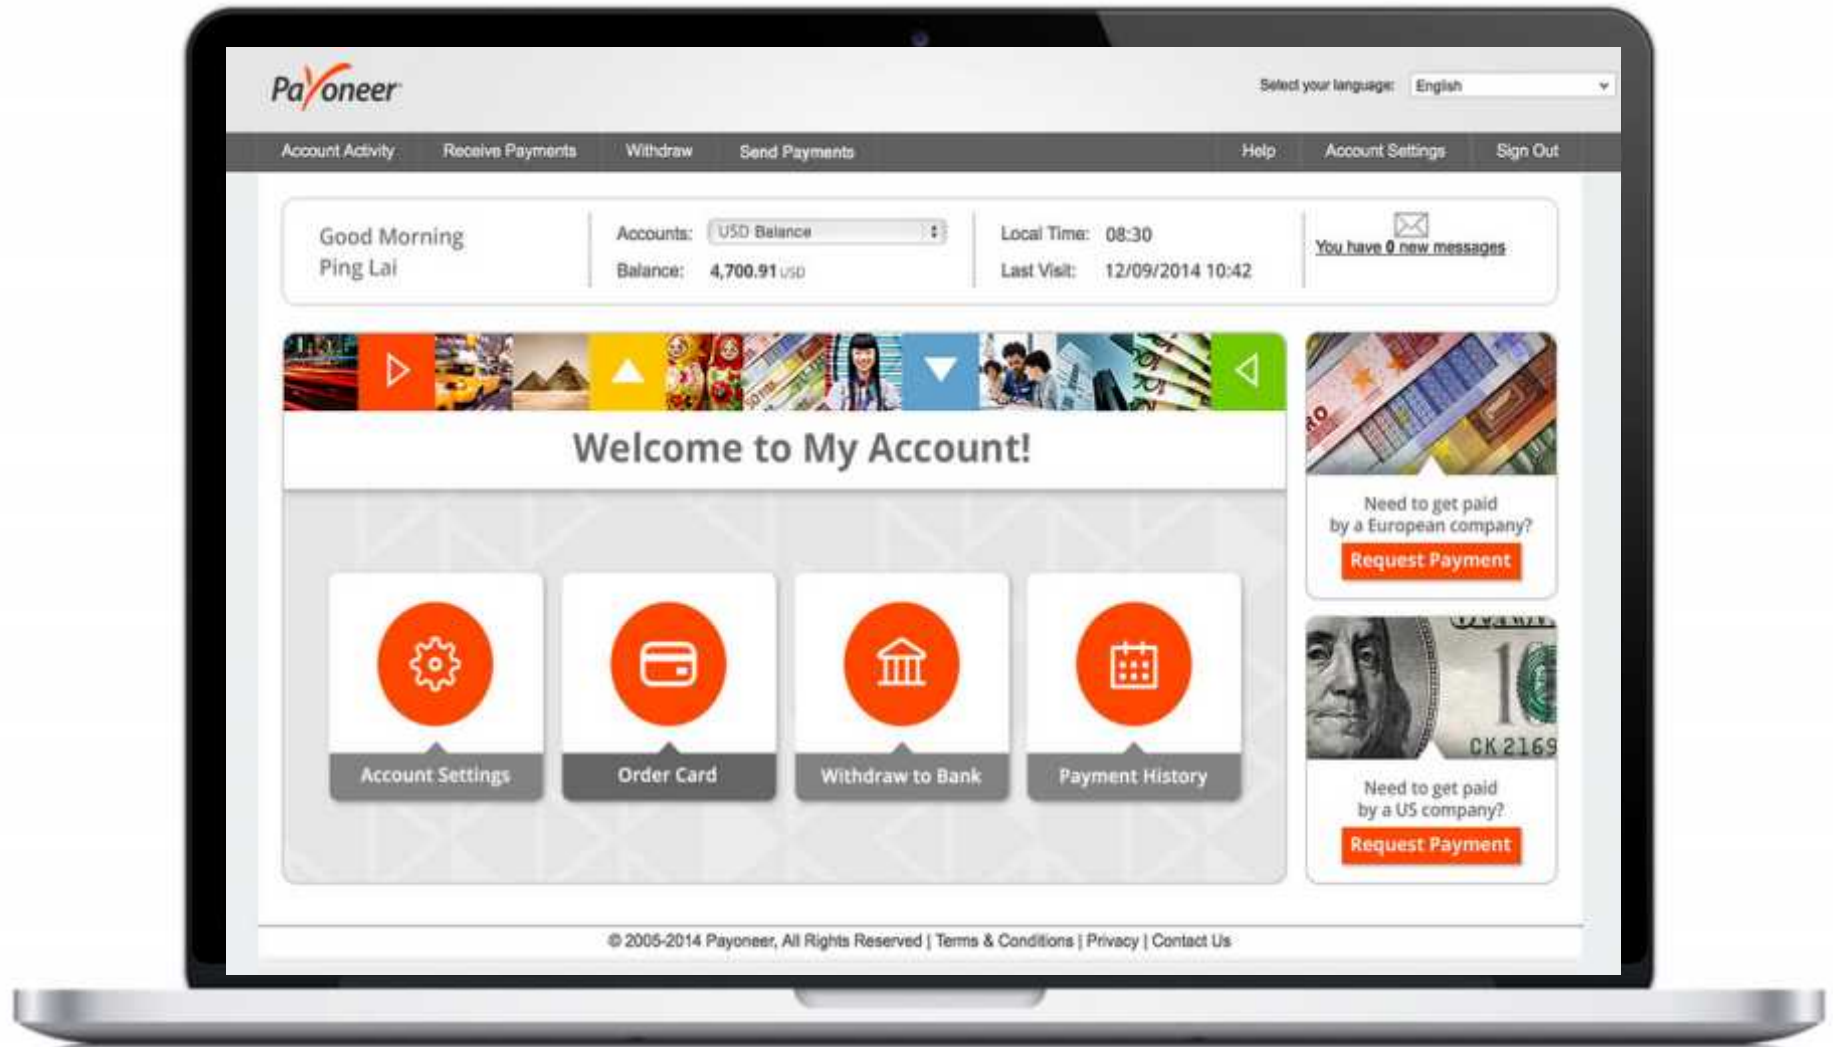 Payoneer
Select your language: English
Account Activity Receive Payments Withdraw Send Payments Help Account Settings Sign Out
Good Morning
Ping Lai
Accounts: USD Balance
Balance: 4,700.91 USD
Local Time: 08:30
Last Visit: 12/09/2014 10:42
You have 0 new messages
Welcome to My Account!
Account Settings
Order Card
Withdraw to Bank
Payment History
EURO
Need to get paid
by a European company?
Request Payment
CK 2169
Need to get paid
by a US company?
Request Payment
© 2005-2014 Payoneer, All Rights Reserved | Terms & Conditions | Privacy | Contact Us